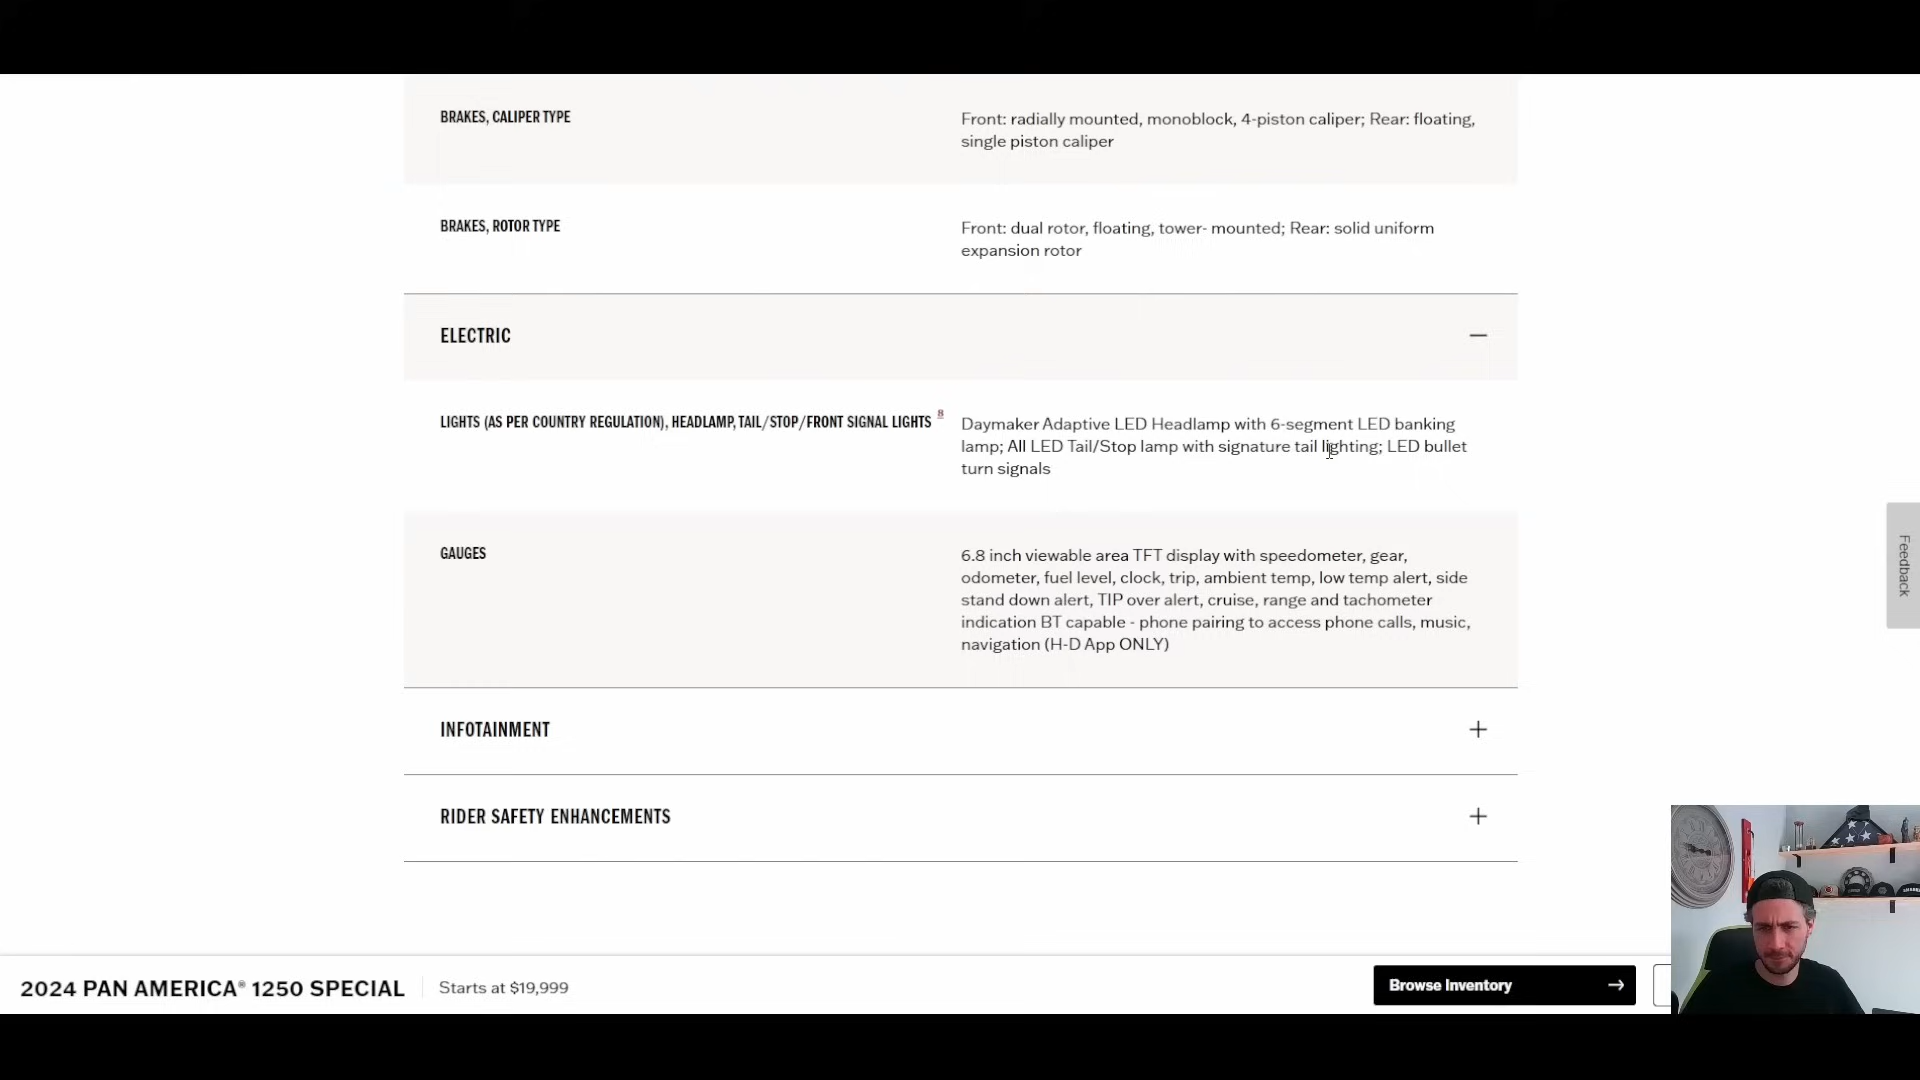 BRAKES, CALIPER TYPE
Front: radially mounted, monoblock, 4-piston caliper; Rear: floating,
single piston caliper
BRAKES, ROTOR TYPE
Front: dual rotor, floating, tower- mounted; Rear: solid uniform
expansion rotor
ELECTRIC
LIGHTS (AS PER COUNTRY REGULATION), HEADLAMP, TAIL/STOP/FRONT SIGNAL LIGHTS 8
Daymaker Adaptive LED Headlamp with 6-segment LED banking
lamp; All LED Tail/Stop lamp with signature tail lighting; LED bullet
turn signals
GAUGES
6.8 inch viewable area TFT display with speedometer, gear,
odometer, fuel level, clock, trip, ambient temp, low temp alert, side
stand down alert, TIP over alert, cruise, range and tachometer
indication BT capable - phone pairing to access phone calls, music,
navigation (H-D App ONLY)
INFOTAINMENT
RIDER SAFETY ENHANCEMENTS
Feedback
2024 PAN AMERICA® 1250 SPECIAL
Starts at $19,999
Browse Inventory